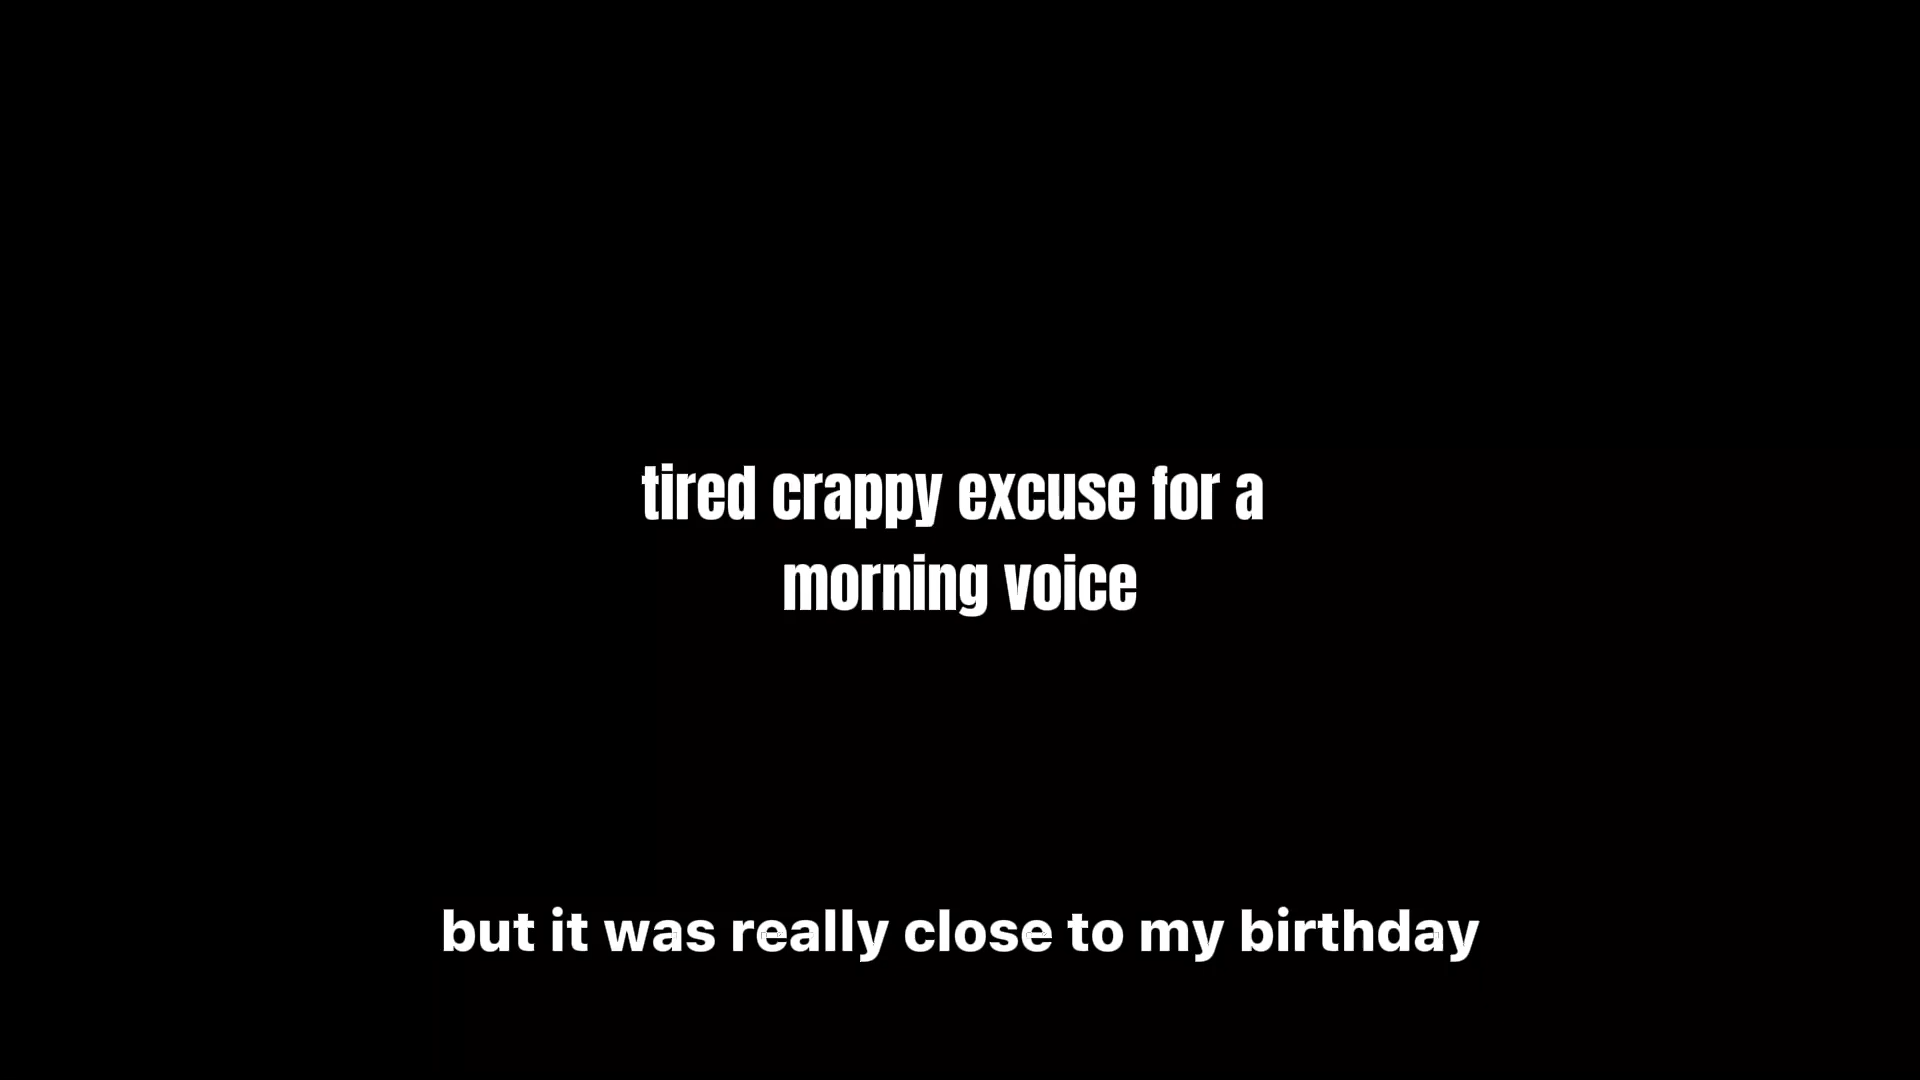 tired crappy excuse for a
morning voice
but it was really close to my birthday